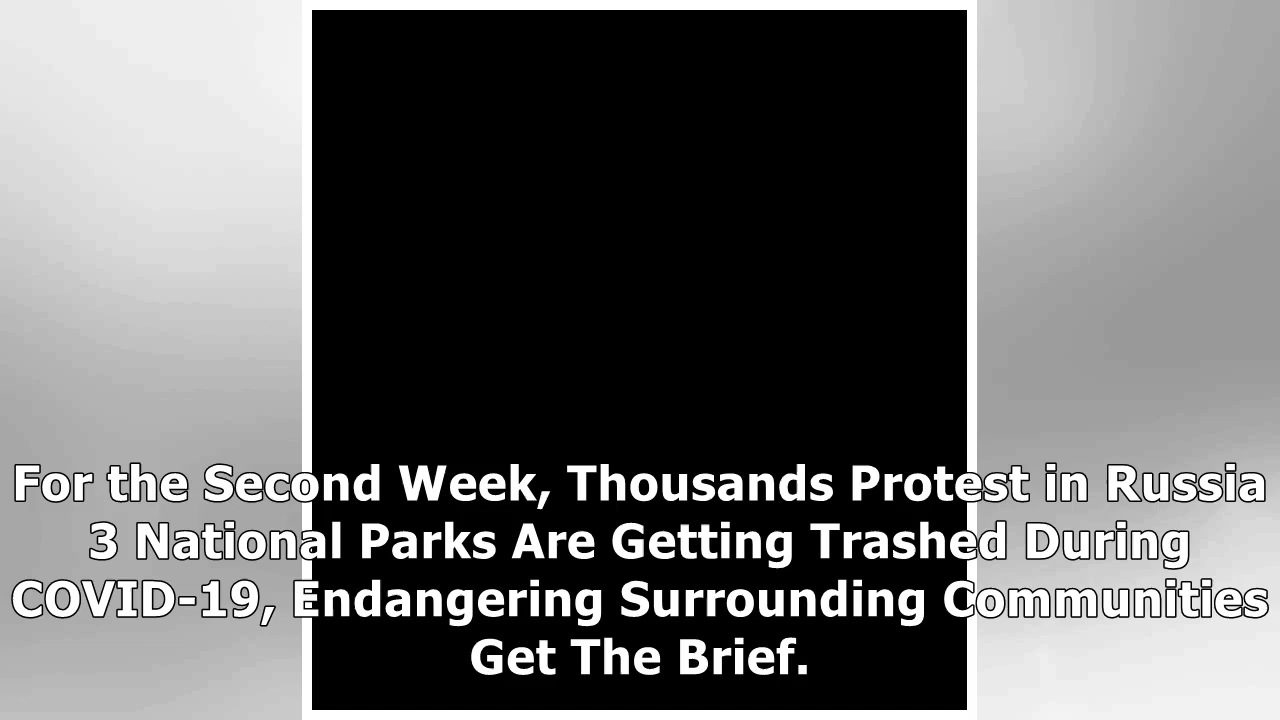 For the Second Week, Thousands Protest in Russia
3 National Parks Are Getting Trashed During
COVID-19, Endangering Surrounding Communities
Get The Brief.